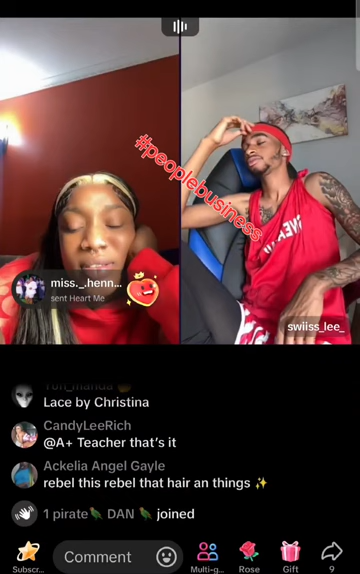 #peoplebusiness
miss._.henn...
sent Heart Me
swiiss_lee_
Lace by Christina
CandyLeeRich
@A+ Teacher that's it
Ackelia Angel Gayle
rebel this rebel that hair an things ✨
1 pirate🦜 DAN 🦜 joined
Comment
Subscr...
Multi-g...
Rose
Gift
9